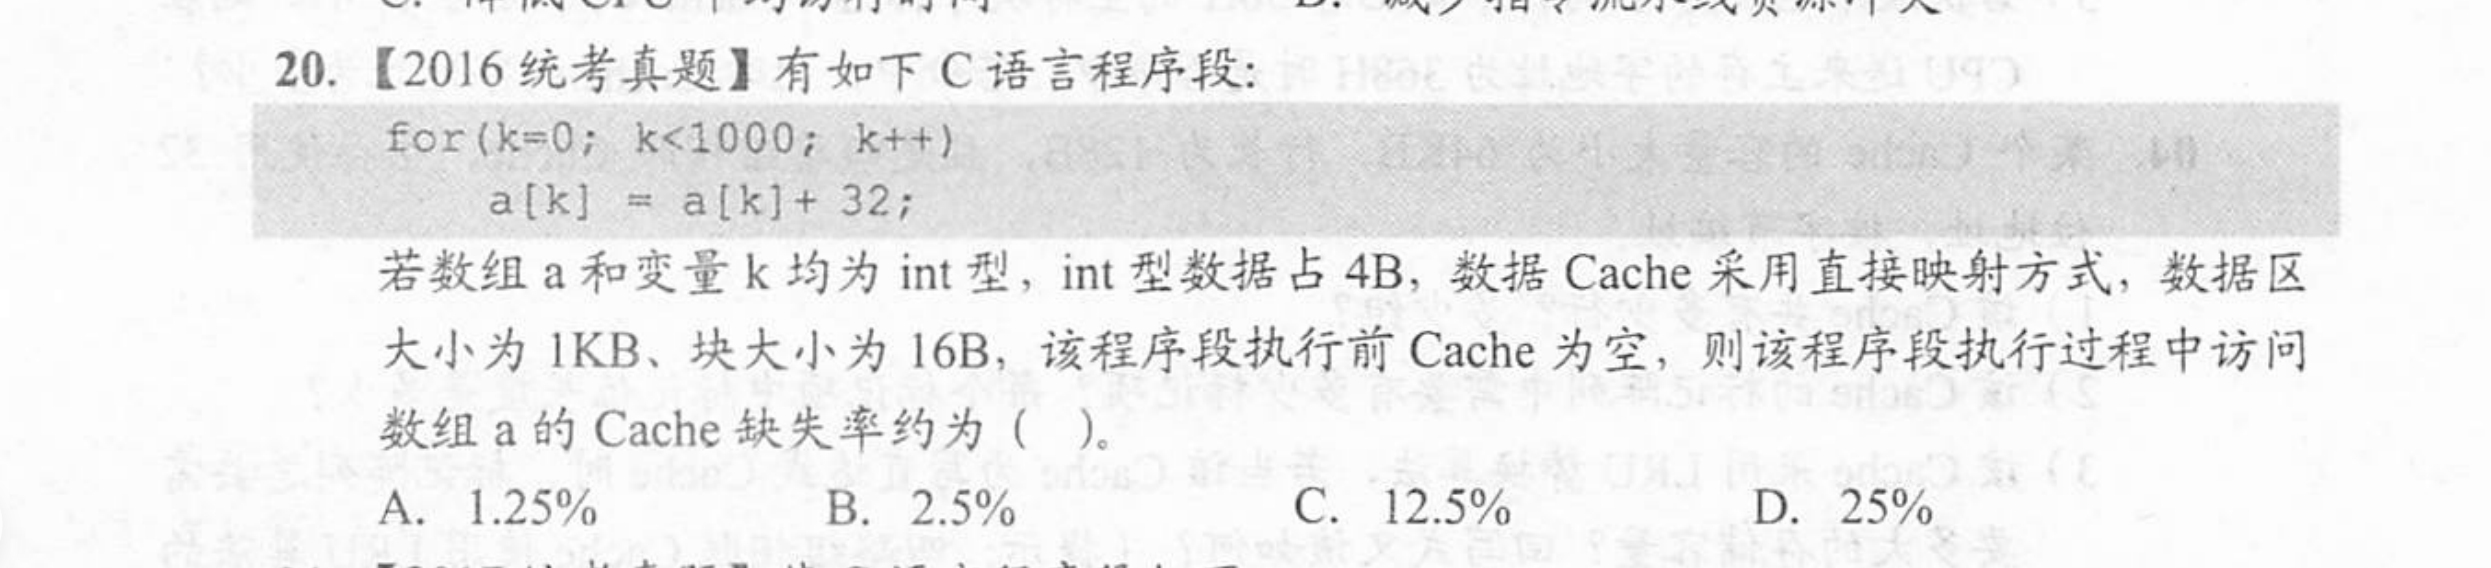 20. 【2016 统考真题】有如下 C 语言程序段:
for(k=0; k<1000; k++)
a[k] = a[k]+ 32;
若数组 a 和变量 k 均为 int 型，int 型数据占 4B，数据 Cache 采用直接映射方式，数据区
大小为 1KB、块大小为 16B，该程序段执行前 Cache 为空，则该程序段执行过程中访问
数组 a 的 Cache 缺失率约为（ ）。
A. 1.25% B. 2.5% C. 12.5% D. 25%